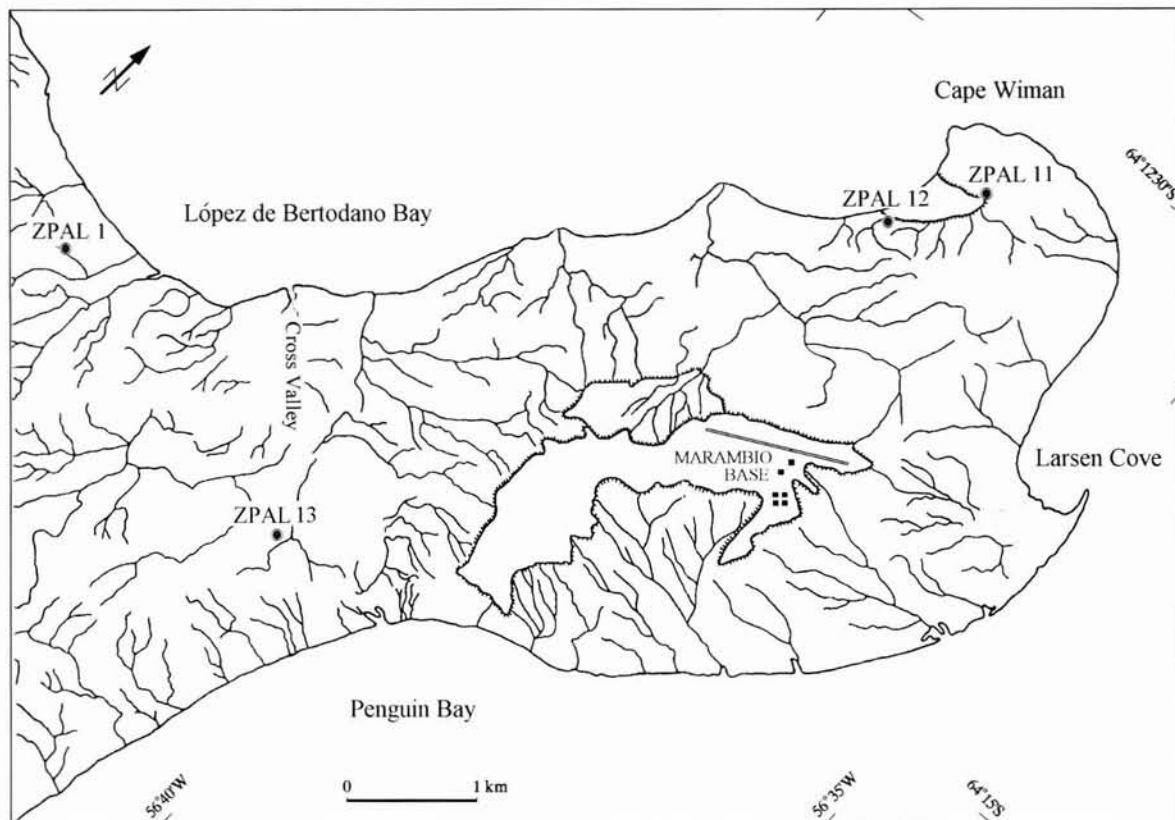 N
Cape Wiman
64°12'30"S
ZPAL 11
ZPAL 12
López de Bertodano Bay
ZPAL 1
Cross Valley
MARAMBIO
BASE
Larsen Cove
ZPAL 13
Penguin Bay
0 1 km
56°40'W
56°35'W
64°15'S